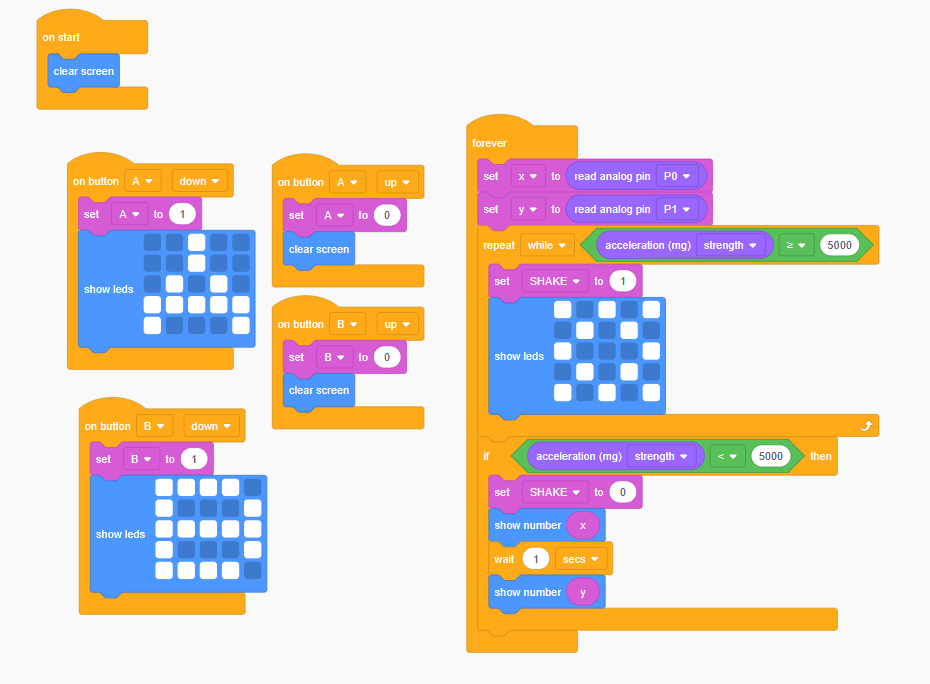 on start
clear screen
on button A down
set A to 1
show leds
on button A up
set A to 0
clear screen
on button B up
set B to 0
clear screen
on button B down
set B to 1
show leds
forever
set x to read analog pin P0
set y to read analog pin P1
repeat while acceleration (mg) strength ≥ 5000
set SHAKE to 1
show leds
if acceleration (mg) strength < 5000 then
set SHAKE to 0
show number x
wait 1 secs
show number y